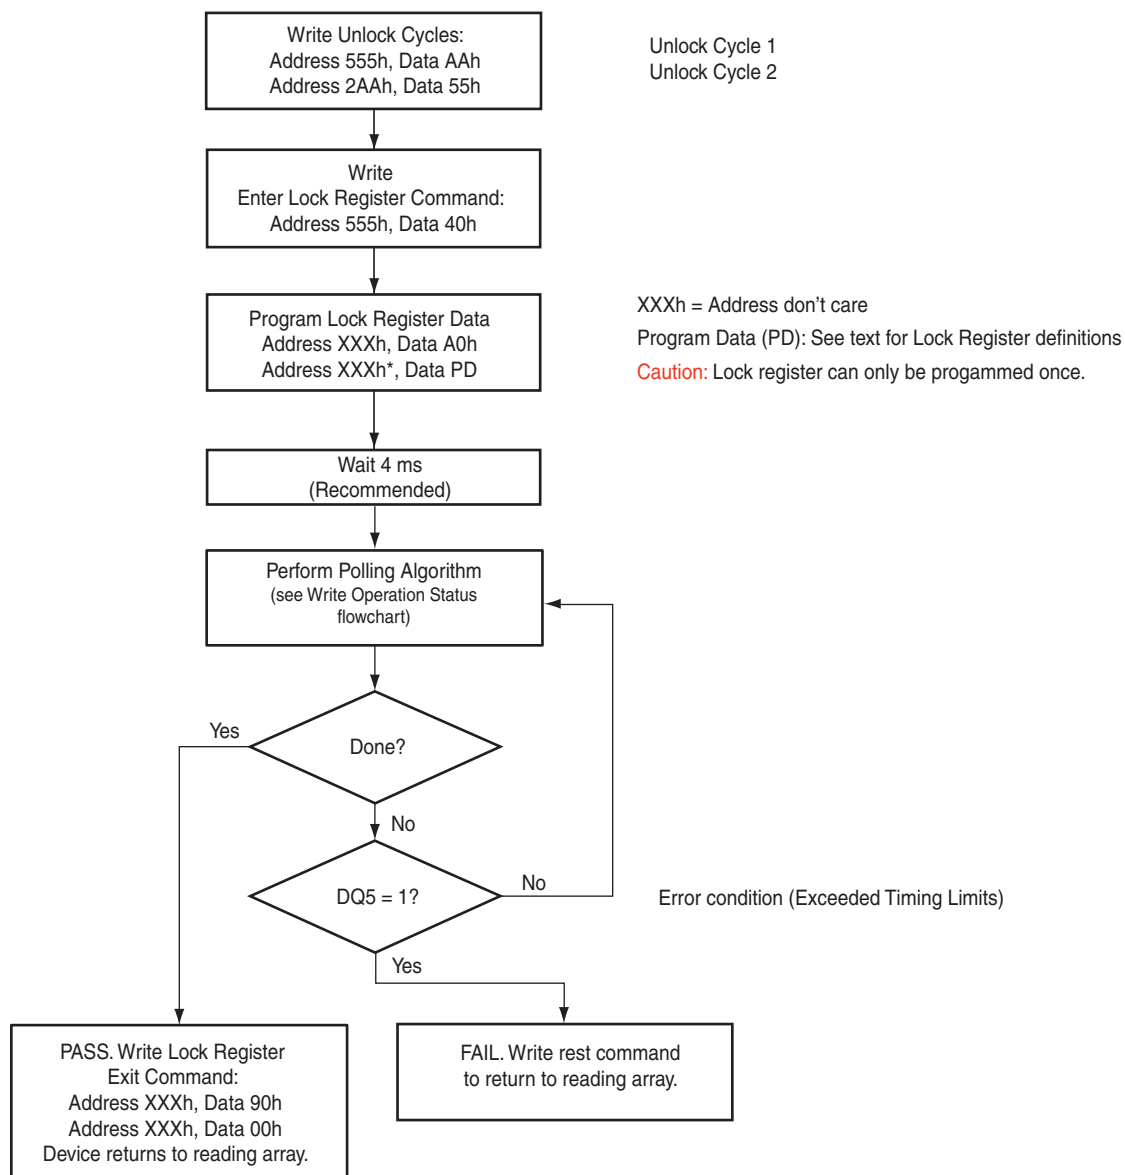 Write Unlock Cycles:
Address 555h, Data AAh
Address 2AAh, Data 55h
Unlock Cycle 1
Unlock Cycle 2
Write
Enter Lock Register Command:
Address 555h, Data 40h
Program Lock Register Data
Address XXXh, Data A0h
Address XXXh*, Data PD
XXXh = Address don't care
Program Data (PD): See text for Lock Register definitions
Caution: Lock register can only be progammed once.
Wait 4 ms
(Recommended)
Perform Polling Algorithm
(see Write Operation Status
flowchart)
Yes
Done?
No
DQ5 = 1?
No
Error condition (Exceeded Timing Limits)
Yes
PASS. Write Lock Register
Exit Command:
Address XXXh, Data 90h
Address XXXh, Data 00h
Device returns to reading array.
FAIL. Write rest command
to return to reading array.